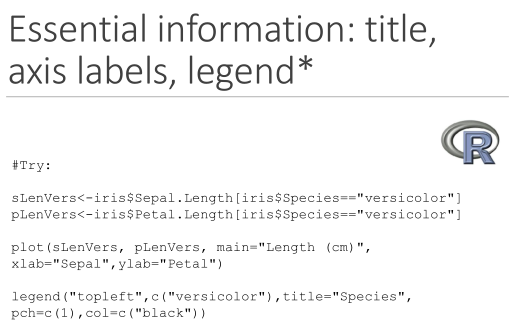 Essential information: title,
axis labels, legend*
R
#Try:
sLenVers<-iris$Sepal.Length[iris$Species=="versicolor"]
pLenVers<-iris$Petal.Length[iris$Species=="versicolor"]
plot(sLenVers, pLenVers, main="Length (cm)",
xlab="Sepal",ylab="Petal")
legend("topleft",c("versicolor"),title="Species",
pch=c(1),col=c("black"))